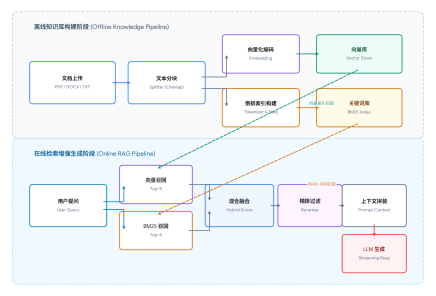 离线知识库构建阶段 (Offline Knowledge Pipeline)
文档上传
PDF / DOCX / TXT
文本分块
Splitter (Overlap)
向量化编码
Embedding
向量库
Vector Store
倒排索引构建
Tokenizer &
关键词库
BM25 Index
在线检索增强生成阶段 (Online RAG Pipeline)
用户提问
User Query
向量召回
Top-K
BM25 召回
Top-K
混合融合
Hybrid Score
精排过滤
Reranker
上下文拼装
Prompt Context
LLM 生成
Streaming Resp